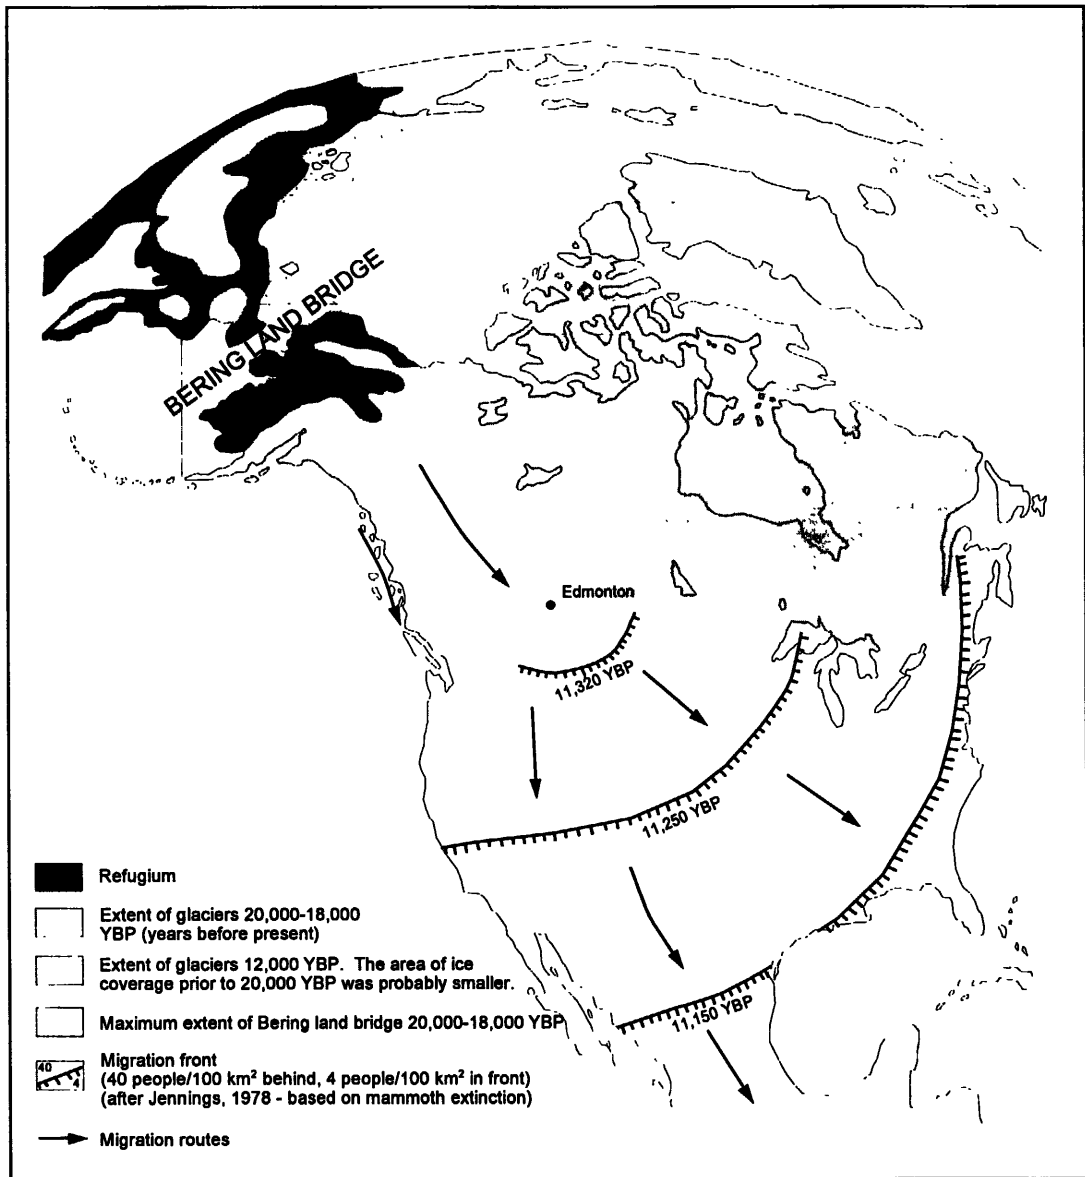 BERING LAND BRIDGE
Edmonton
11,320 YBP
11,250 YBP
11,150 YBP
Refugium
Extent of glaciers 20,000-18,000
YBP (years before present)
Extent of glaciers 12,000 YBP. The area of ice
coverage prior to 20,000 YBP was probably smaller.
Maximum extent of Bering land bridge 20,000-18,000 YBP
40
4
Migration front
(40 people/100 km² behind, 4 people/100 km² in front)
(after Jennings, 1978 - based on mammoth extinction)
Migration routes